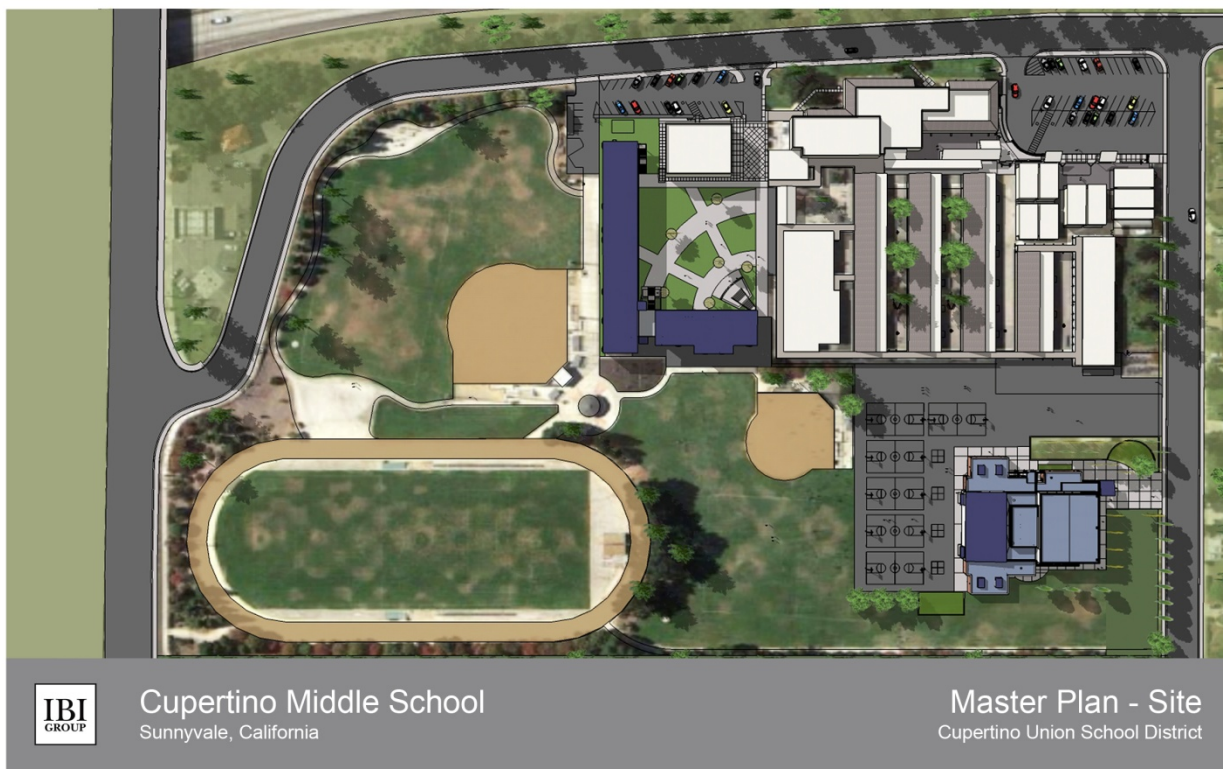 IBI
GROUP
Cupertino Middle School
Sunnyvale, California
Master Plan - Site
Cupertino Union School District